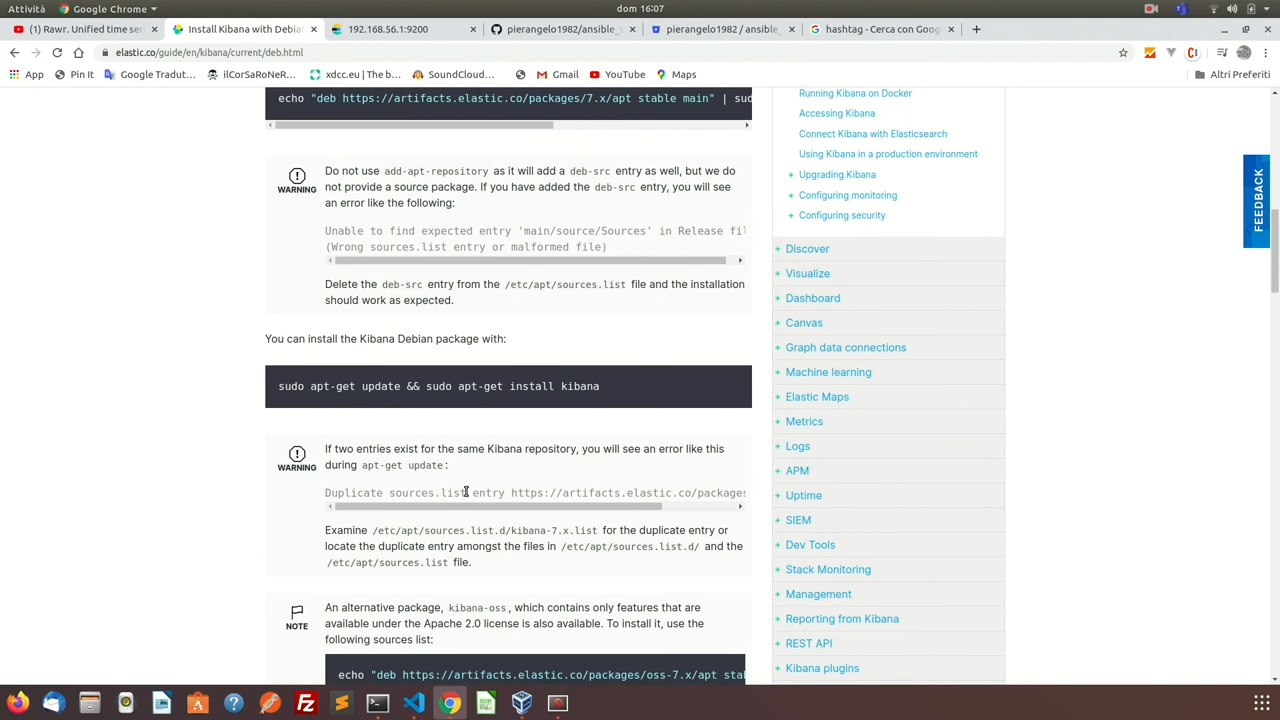 Attività
Google Chrome
dom 16:07
(1) Rawr. Unified time seri
Install Kibana with Debian
192.168.56.1:9200
pierangelo1982/ansible_s
pierangelo1982 / ansible_
hashtag - Cerca con Goog
elastic.co/guide/en/kibana/current/deb.html
App
Pin It
Google Tradut...
ilCorSaRoNeR...
xdcc.eu | The b...
SoundCloud...
Gmail
YouTube
Maps
Altri Preferiti
echo "deb https://artifacts.elastic.co/packages/7.x/apt stable main" | sud
WARNING
Do not use add-apt-repository as it will add a deb-src entry as well, but we do
not provide a source package. If you have added the deb-src entry, you will see
an error like the following:
Unable to find expected entry 'main/source/Sources' in Release fil
(Wrong sources.list entry or malformed file)
Delete the deb-src entry from the /etc/apt/sources.list file and the installation
should work as expected.
You can install the Kibana Debian package with:
sudo apt-get update && sudo apt-get install kibana
WARNING
If two entries exist for the same Kibana repository, you will see an error like this
during apt-get update:
Duplicate sources.list entry https://artifacts.elastic.co/packages
Examine /etc/apt/sources.list.d/kibana-7.x.list for the duplicate entry or
locate the duplicate entry amongst the files in /etc/apt/sources.list.d/ and the
/etc/apt/sources.list file.
NOTE
An alternative package, kibana-oss, which contains only features that are
available under the Apache 2.0 license is also available. To install it, use the
following sources list:
echo "deb https://artifacts.elastic.co/packages/oss-7.x/apt sta
Running Kibana on Docker
Accessing Kibana
Connect Kibana with Elasticsearch
Using Kibana in a production environment
+ Upgrading Kibana
+ Configuring monitoring
+ Configuring security
+ Discover
+ Visualize
+ Dashboard
+ Canvas
+ Graph data connections
+ Machine learning
+ Elastic Maps
+ Metrics
+ Logs
+ APM
+ Uptime
+ SIEM
+ Dev Tools
+ Stack Monitoring
+ Management
+ Reporting from Kibana
+ REST API
+ Kibana plugins
FEEDBACK